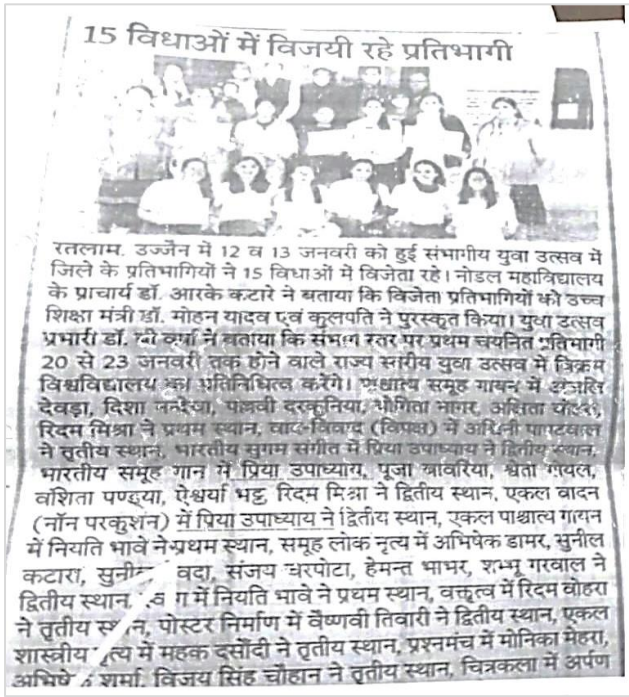 15 विधाओं में विजयी रहे प्रतिभागी
रतलाम. उज्जैन में 12 व 13 जनवरी को हुई संभागीय युवा उत्सव में
जिले के प्रतिभागियों ने 15 विधाओं में विजेता रहे। नोडल महाविद्यालय
के प्राचार्य डॉ. आरके कटारे ने बताया कि विजेता प्रतिभागियों को उच्च
शिक्षा मंत्री डॉ. मोहन यादव एवं कुलपति ने पुरस्कृत किया। युवा उत्सव
प्रभारी डॉ. वर्मा ने बताया कि संभाग स्तर पर प्रथम चयनित प्रतिभागी
20 से 23 जनवरी तक होने वाले राज्य स्तरीय युवा उत्सव में विक्रम
विश्वविद्यालय का प्रतिनिधित्व करेंगे। पाश्चात्य समूह गायन में
देवड़ा, दिशा
रिदम मिश्रा ने प्रथम स्थान, वाद-विवाद (विपक्ष) में
ने तृतीय स्थान, भारतीय सुगम संगीत में प्रिया उपाध्याय ने द्वितीय स्थान,
भारतीय समूह गान में प्रिया उपाध्याय, पूजा
वंशिता पण्ड्या, ऐश्वर्या भट्ट, रिदम मिश्रा ने द्वितीय स्थान, एकल वादन
(नॉन परकुशन) में प्रिया उपाध्याय ने द्वितीय स्थान, एकल पाश्चात्य गायन
में नियति भावे ने प्रथम स्थान, समूह लोक नृत्य में अभिषेक डामर, सुनील
कटारा, संजय हेमन्त भाभर, शम्भू गरवाल ने
द्वितीय स्थान, में नियति भावे ने प्रथम स्थान, वक्तृत्व में रिदम वोहरा
ने तृतीय स्थान, पोस्टर निर्माण में वैष्णवी तिवारी ने द्वितीय स्थान, एकल
शास्त्रीय नृत्य में महक दसौंदी ने तृतीय स्थान, प्रश्नमंच में मोनिका मेहरा,
अभिषेक शर्मा, विजय सिंह चौहान ने तृतीय स्थान, चित्रकला में अर्पण